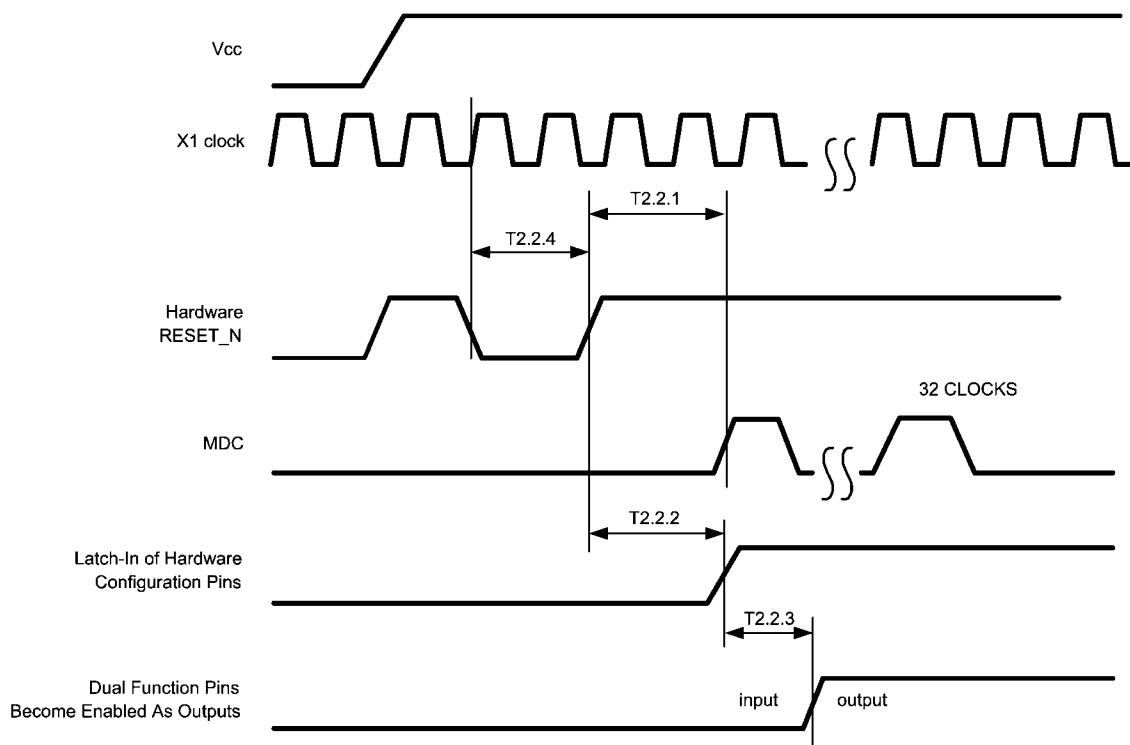 Vcc
X1 clock
T2.2.1
T2.2.4
Hardware
RESET_N
32 CLOCKS
MDC
T2.2.2
Latch-In of Hardware
Configuration Pins
T2.2.3
Dual Function Pins
Become Enabled As Outputs
input
output